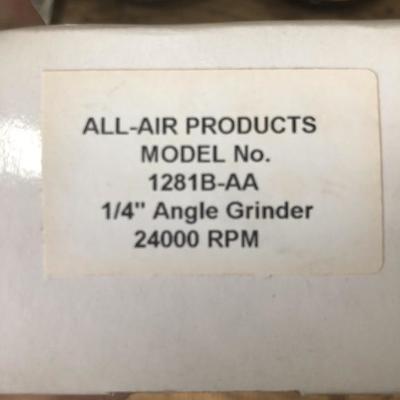 ALL-AIR PRODUCTS
MODEL No.
1281B-AA
1/4" Angle Grinder
24000 RPM